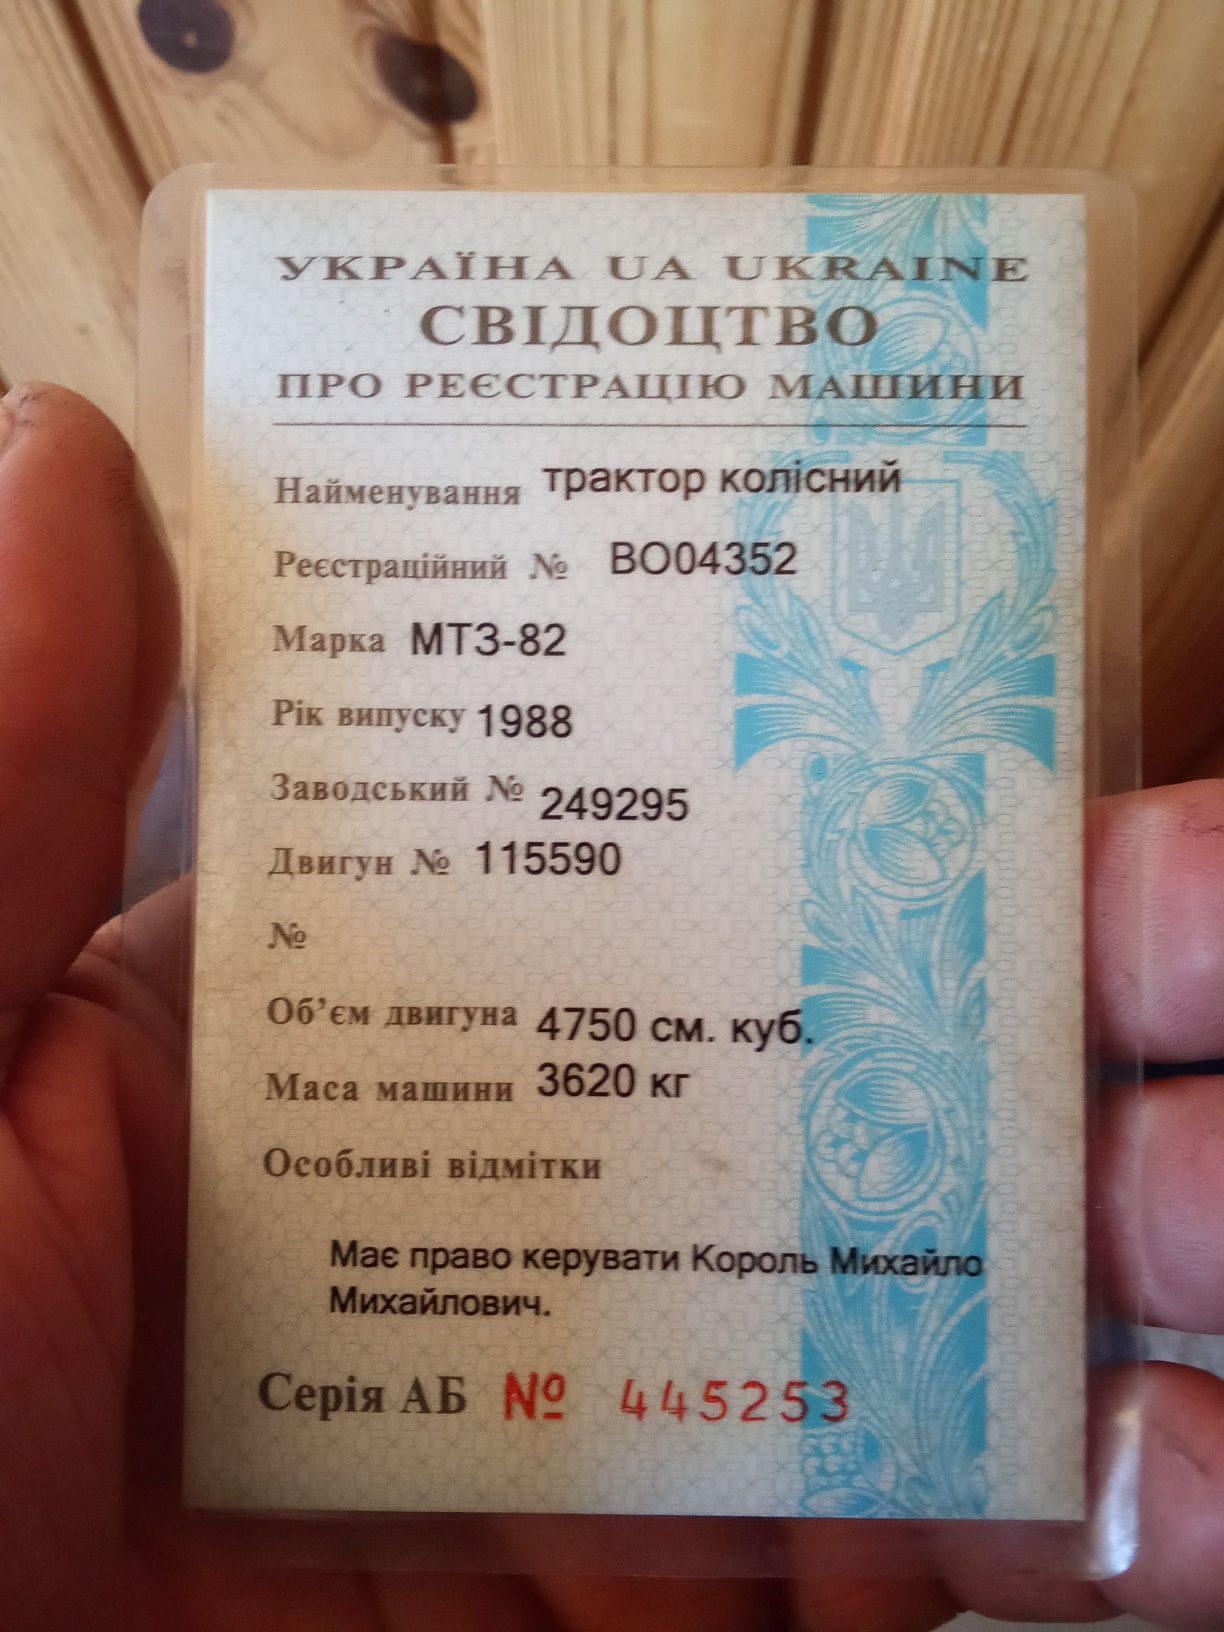 УКРАЇНА UA UKRAINE
СВІДОЦТВО
ПРО РЕЄСТРАЦІЮ МАШИНИ
Найменування трактор колісний
Реєстраційний № ВО04352
Марка МТЗ-82
Рік випуску 1988
Заводський № 249295
Двигун № 115590
№
Об'єм двигуна 4750 см. куб.
Маса машини 3620 кг
Особливі відмітки
Має право керувати Король Михайло
Михайлович.
Серія АБ № 445253